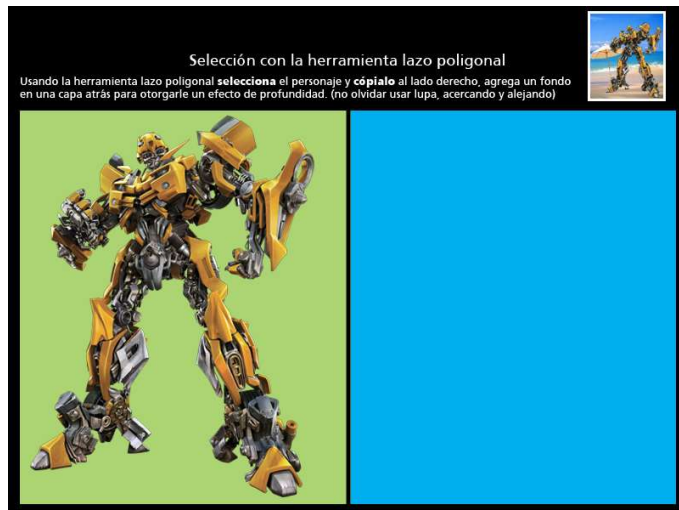 Selección con la herramienta lazo poligonal
Usando la herramienta lazo poligonal selecciona el personaje y cópialo al lado derecho, agrega un fondo
en una capa atrás para otorgarle un efecto de profundidad. (no olvidar usar lupa, acercando y alejando)